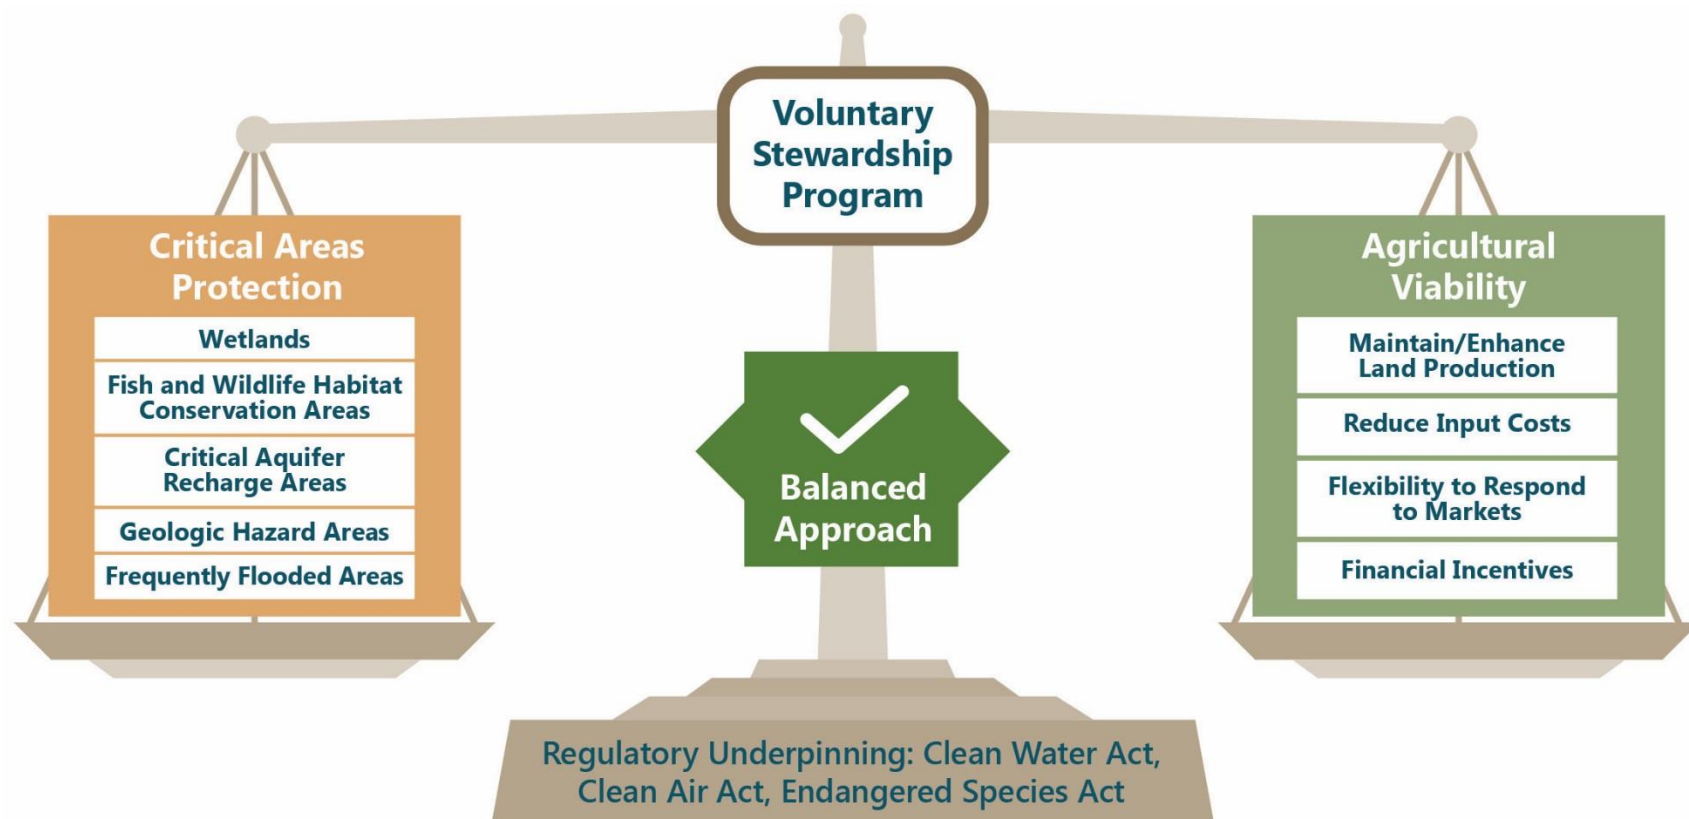 Voluntary
Stewardship
Program
Critical Areas
Protection
Wetlands
Fish and Wildlife Habitat
Conservation Areas
Critical Aquifer
Recharge Areas
Geologic Hazard Areas
Frequently Flooded Areas
Balanced
Approach
Agricultural
Viability
Maintain/Enhance
Land Production
Reduce Input Costs
Flexibility to Respond
to Markets
Financial Incentives
Regulatory Underpinning: Clean Water Act,
Clean Air Act, Endangered Species Act